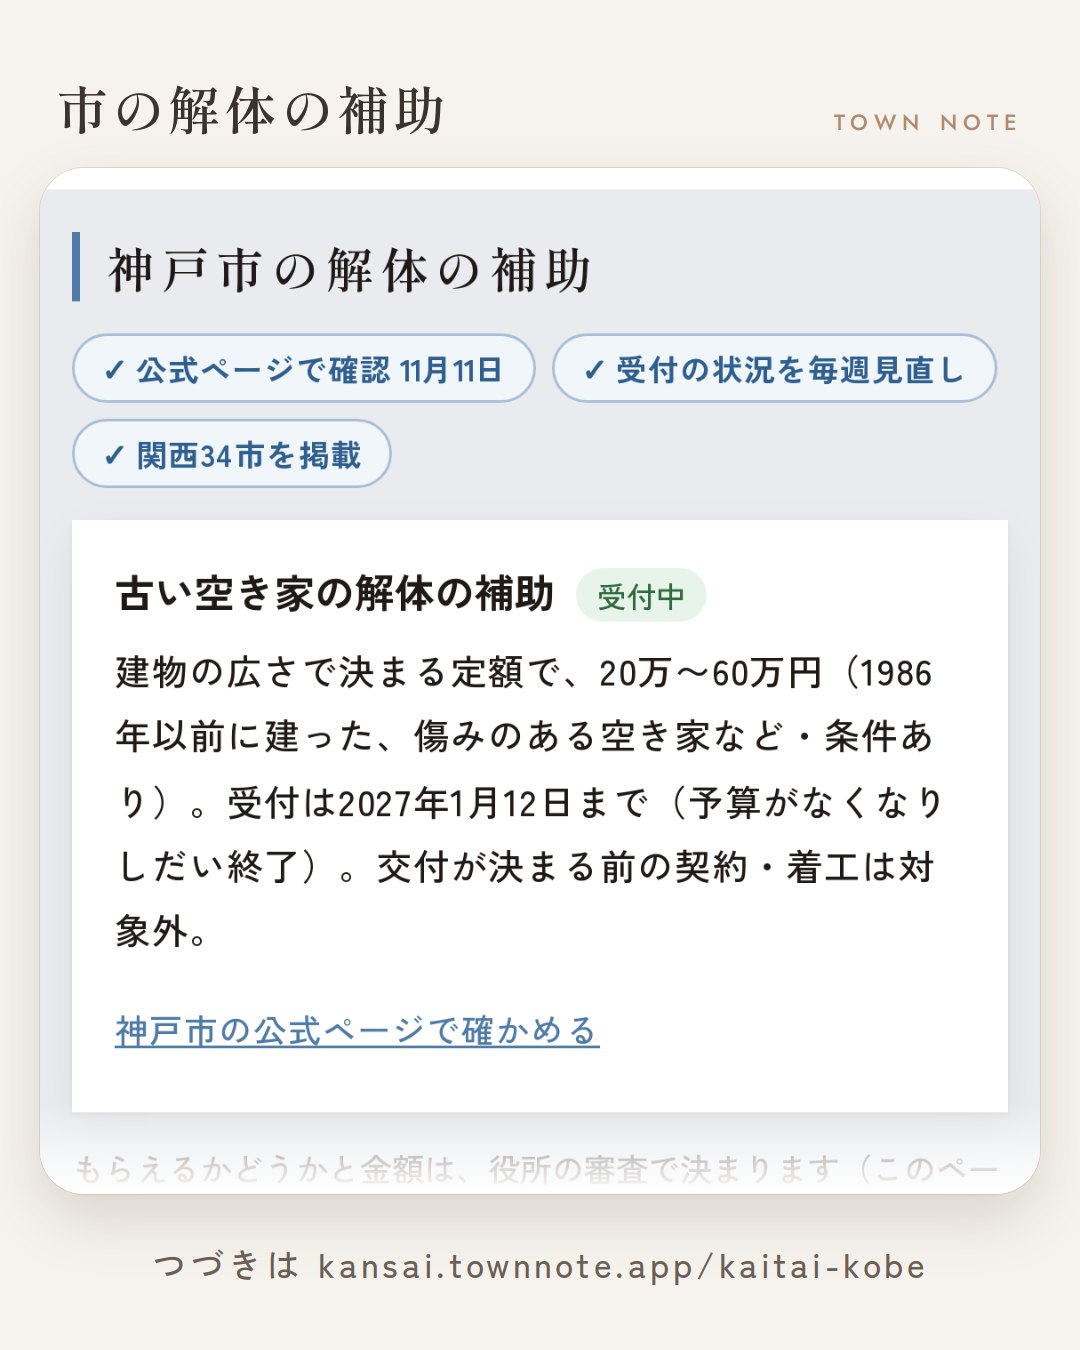 市の解体の補助
TOWN NOTE
神戸市の解体の補助
✓ 公式ページで確認 11月11日
✓ 受付の状況を毎週見直し
✓ 関西34市を掲載
古い空き家の解体の補助
受付中
建物の広さで決まる定額で、20万〜60万円（1986
年以前に建った、傷みのある空き家など・条件あ
り）。受付は2027年1月12日まで（予算がなくなり
しだい終了）。交付が決まる前の契約・着工は対
象外。
神戸市の公式ページで確かめる
もらえるかどうかと金額は、役所の審査で決まります（このペー
つづきは kansai.townnote.app/kaitai-kobe